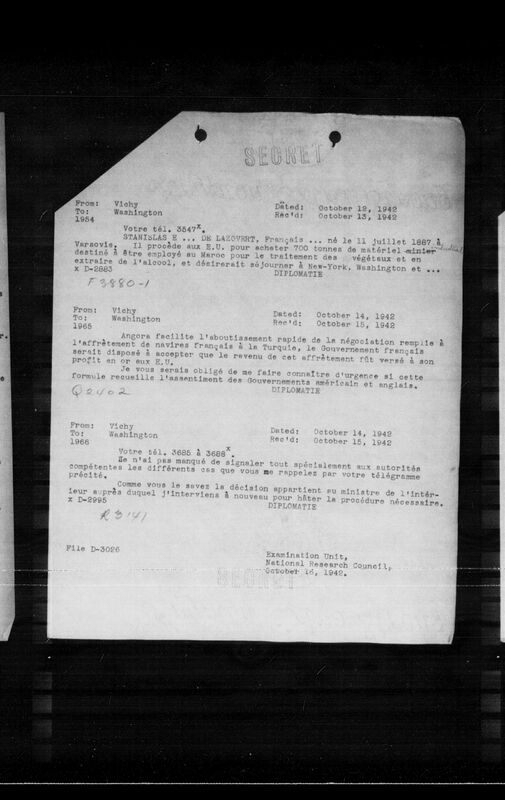 SECRET
From: Vichy Dated: October 12, 1942
To: Washington Rec'd: October 13, 1942
1954
Votre tél. 3547x.
STANISLAS E ... DE LAZOVERT, Français ... né le 11 juillet 1887 à
Varsovie. Il procède aux E.U. pour acheter 700 tonnes de matériel minier
destiné à être employé au Maroc pour le traitement des végétaux et en
extraire de l'alcool, et désirerait séjourner à New-York, Washington et ...
x D-2883 DIPLOMATIE
F3880-1
From: Vichy Dated: October 14, 1942
To: Washington Rec'd: October 15, 1942
1965
Angora facilite l'aboutissement rapide de la négociation remplie à
l'affrètement de navires français à la Turquie, le Gouvernement français
serait disposé à accepter que le revenu de cet affrètement fût versé à son
profit en or aux E.U.
Je vous serais obligé de me faire connaître d'urgence si cette
formule recueille l'assentiment des Gouvernements américain et anglais.
DIPLOMATIE
Q2402
From: Vichy Dated: October 14, 1942
To: Washington Rec'd: October 15, 1942
1966
Votre tél. 3685 à 3688x
Je n'ai pas manqué de signaler tout spécialement aux autorités
compétentes les différents cas que vous me rappelez par votre télégramme
précité.
Comme vous le savez la décision appartient au ministre de l'intér-
ieur auprès duquel j'interviens à nouveau pour hâter la procédure nécessaire.
x D-2995 DIPLOMATIE
R3141
File D-3026
Examination Unit,
National Research Council,
October 16, 1942.
SECRET